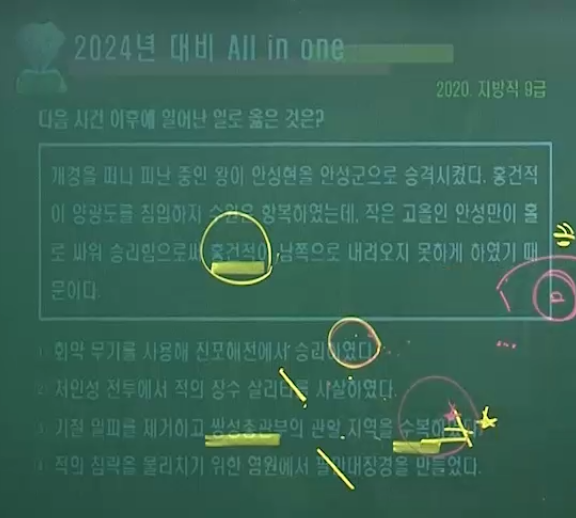 2024년 대비 All in one
2020. 지방직 9급
다음 사건 이후에 일어난 일로 옳은 것은?
개경을 떠나 피난 중인 왕이 안성현을 안성군으로 승격시켰다. 홍건적
이 양광도를 침입하자 수원은 항복하였는데, 작은 고을인 안성만이 홀
로 싸워 승리함으로써 홍건적이 남쪽으로 내려오지 못하게 하였기 때
문이다.
1 화약 무기를 사용해 진포해전에서 승리하였다
2 처인성 전투에서 적의 장수 살리타를 사살하였다.
3 기철 일파를 제거하고 쌍성총관부의 관할 지역을 수복하였다
4 적의 침략을 물리치기 위한 염원에서 팔만대장경을 만들었다.